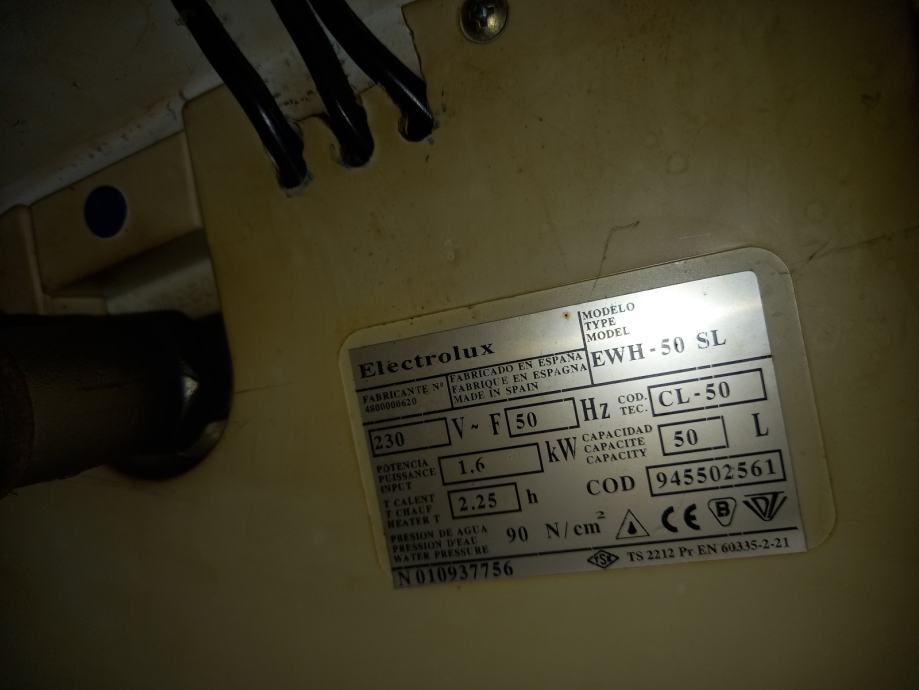 Electrolux
MODELO
TYPE
MODEL
EWH-50 SL
FABRICANTE Nº
4800000620
FABRICADO EN ESPAÑA
FABRIQUE EN ESPAGNA
MADE IN SPAIN
230 V~ F 50 Hz
COD. TEC. CL-50
POTENCIA
PUISSANCE
INPUT
1.6 kW
CAPACIDAD
CAPACITE
CAPACITY
50 L
T CALENT
T CHAUF
HEATER T
2.25 h
COD 945502561
PRESION DE AGUA
PRESSION D'EAU
WATER PRESSURE
90 N/cm²
CE B
N 010937756
TSE TS 2212 Pr EN 60335-2-21